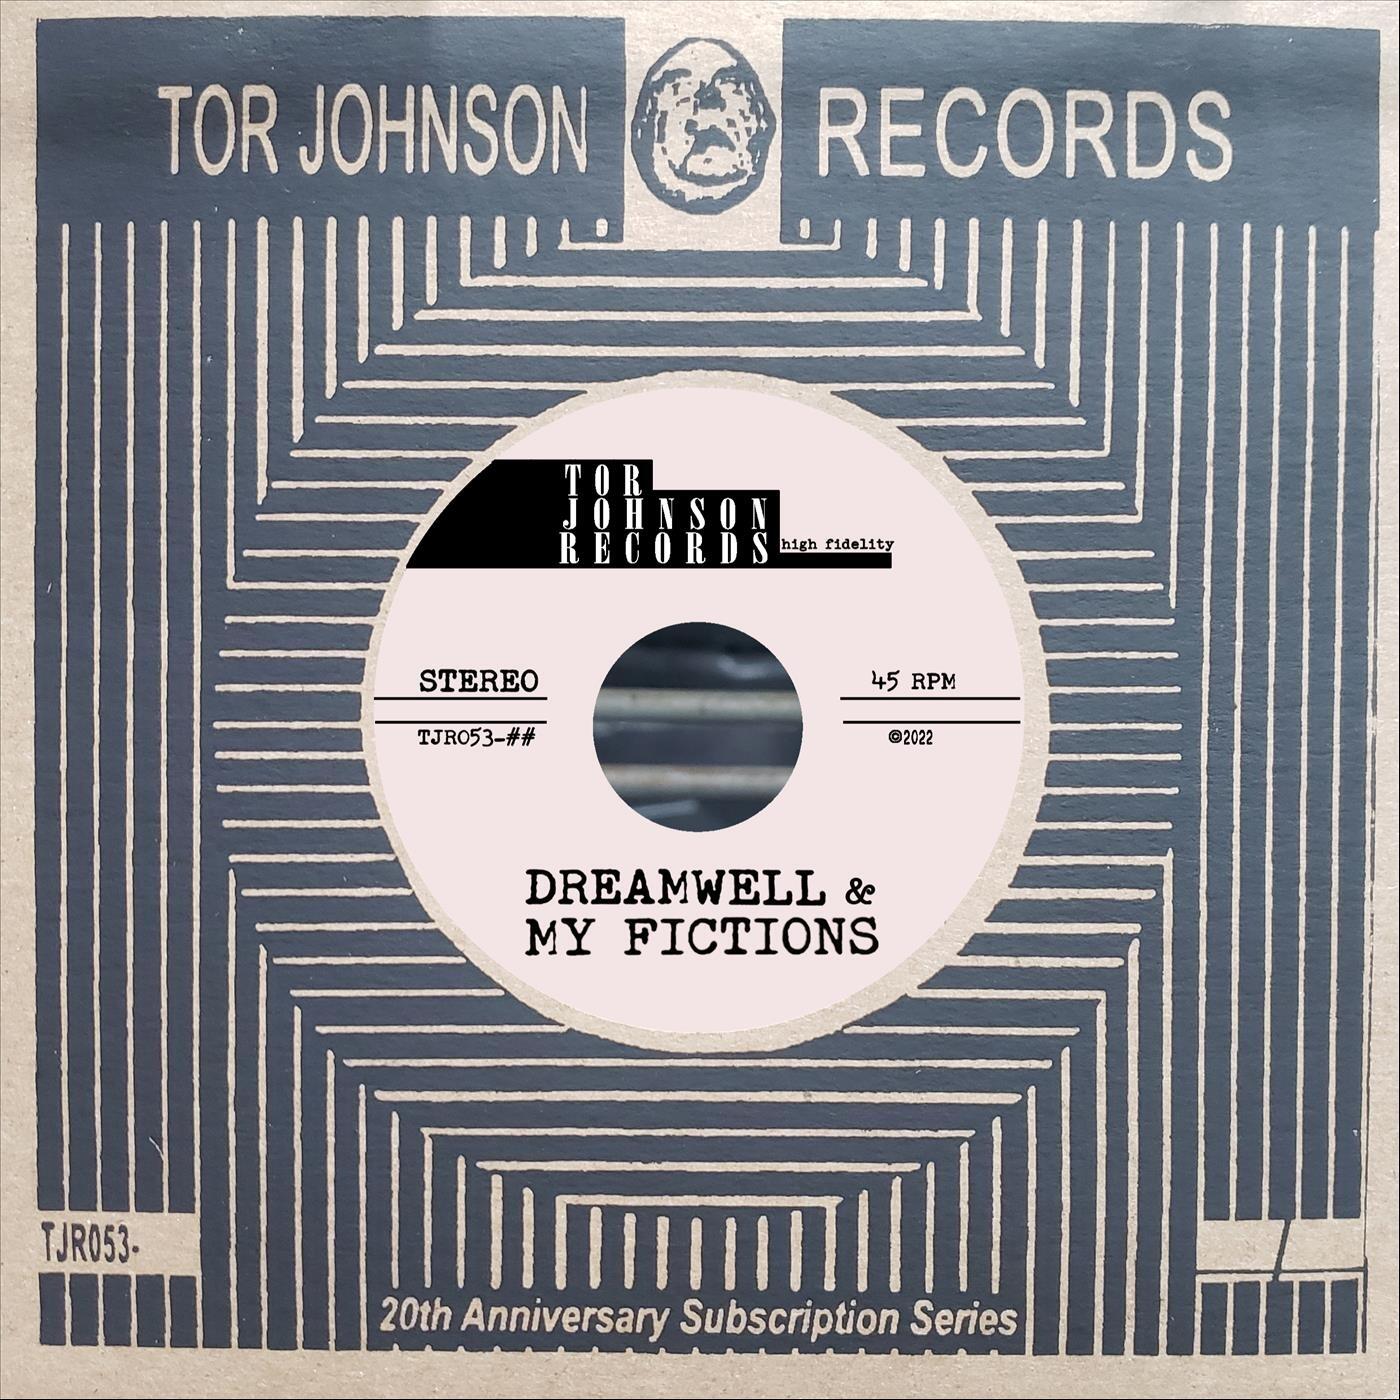 TOR JOHNSON RECORDS
TOR
JOHNSON
RECORDS
high fidelity
STEREO
45 RPM
TJR053-##
©2022
DREAMWELL &
MY FICTIONS
TJR053-
/
20th Anniversary Subscription Series